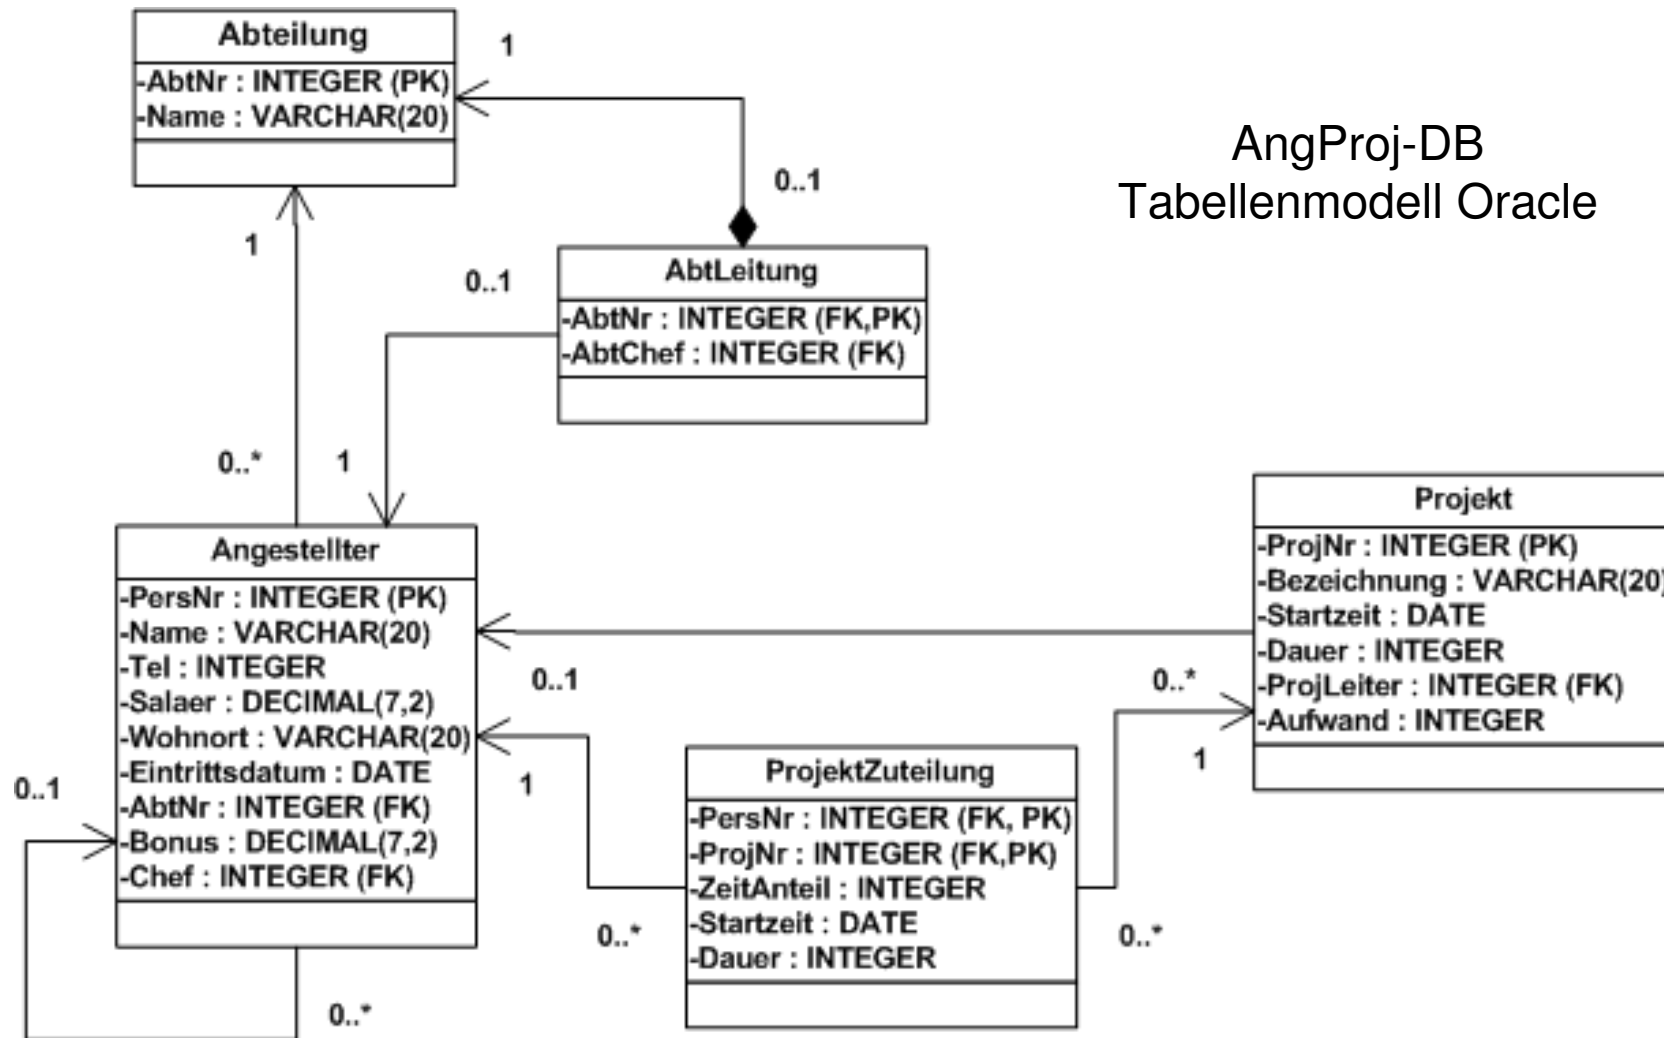 Abteilung
-AbtNr : INTEGER (PK)
-Name : VARCHAR(20)
1
0..1
AngProj-DB
Tabellenmodell Oracle
1
0..*
AbtLeitung
-AbtNr : INTEGER (FK,PK)
-AbtChef : INTEGER (FK)
0..1
1
Angestellter
-PersNr : INTEGER (PK)
-Name : VARCHAR(20)
-Tel : INTEGER
-Salaer : DECIMAL(7,2)
-Wohnort : VARCHAR(20)
-Eintrittsdatum : DATE
-AbtNr : INTEGER (FK)
-Bonus : DECIMAL(7,2)
-Chef : INTEGER (FK)
0..1
0..*
Projekt
-ProjNr : INTEGER (PK)
-Bezeichnung : VARCHAR(20)
-Startzeit : DATE
-Dauer : INTEGER
-ProjLeiter : INTEGER (FK)
-Aufwand : INTEGER
0..1
0..*
1
1
ProjektZuteilung
-PersNr : INTEGER (FK, PK)
-ProjNr : INTEGER (FK,PK)
-ZeitAnteil : INTEGER
-Startzeit : DATE
-Dauer : INTEGER
0..*
0..*